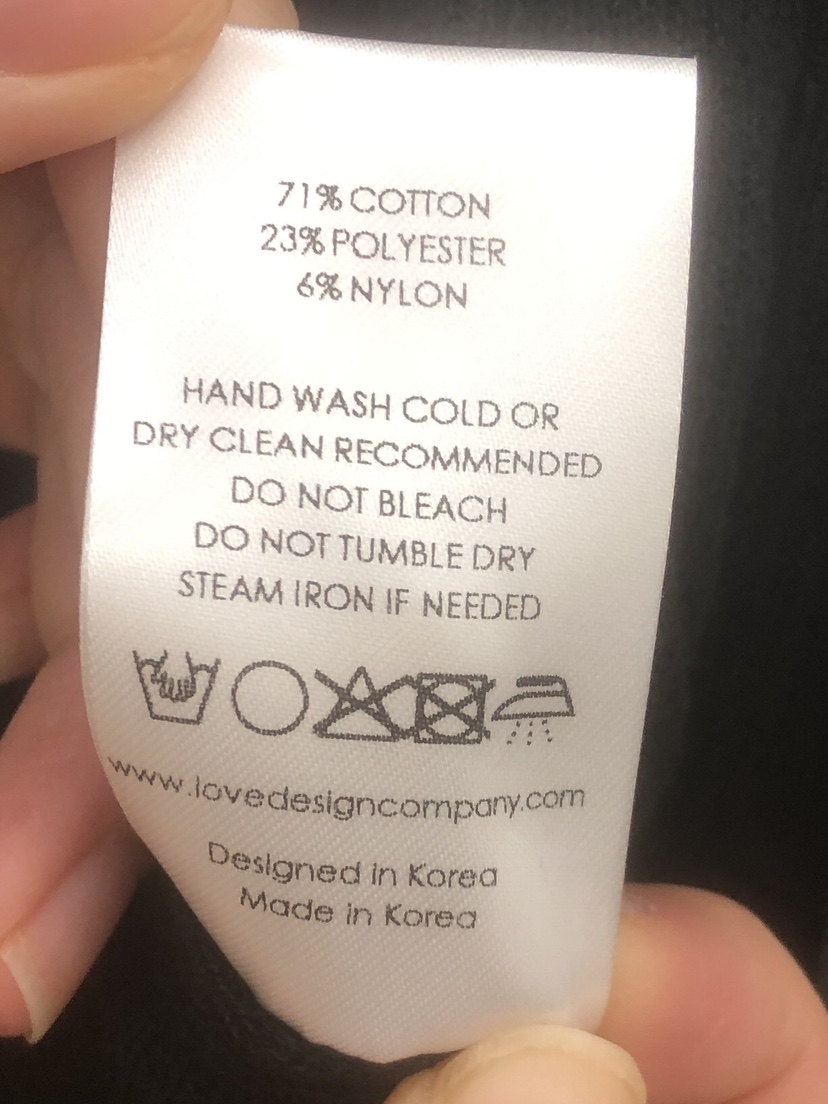 71% COTTON
23% POLYESTER
6% NYLON
HAND WASH COLD OR
DRY CLEAN RECOMMENDED
DO NOT BLEACH
DO NOT TUMBLE DRY
STEAM IRON IF NEEDED
www.lovedesigncompany.com
Designed in Korea
Made in Korea